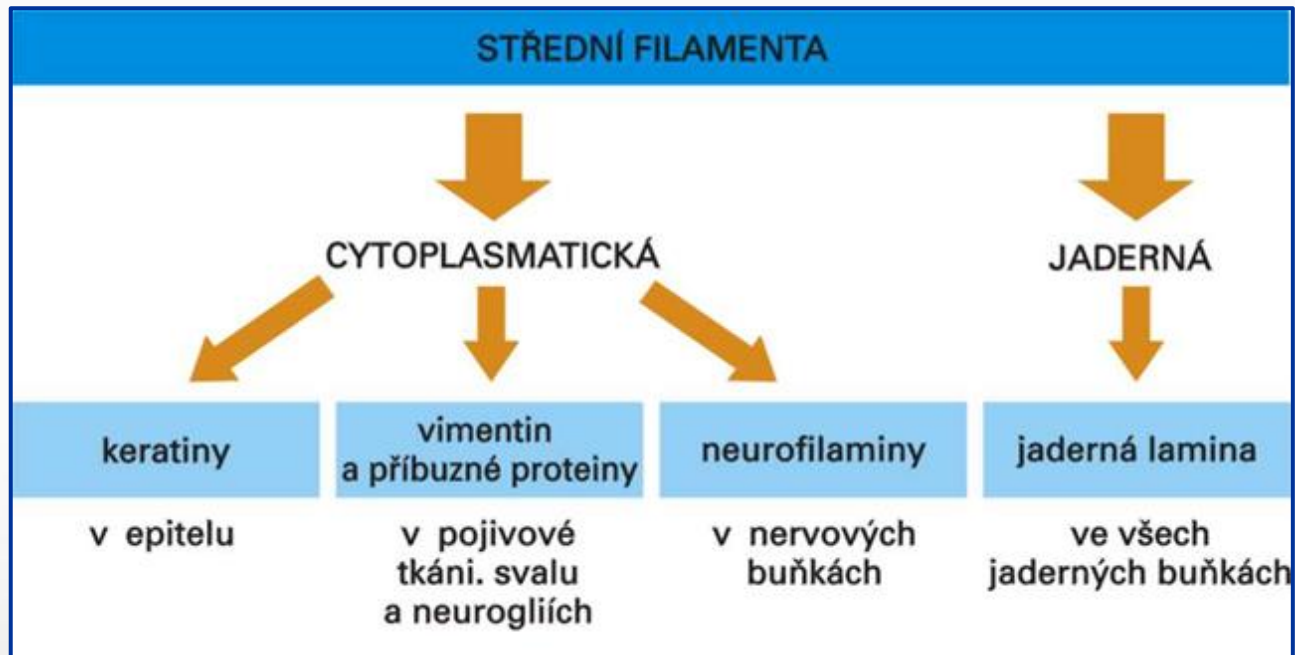 STŘEDNÍ FILAMENTA
CYTOPLASMATICKÁ
JADERNÁ
keratiny
vimentin
a příbuzné proteiny
neurofilaminy
jaderná lamina
v epitelu
v pojivové
tkáni. svalu
a neurogliích
v nervových
buňkách
ve všech
jaderných buňkách